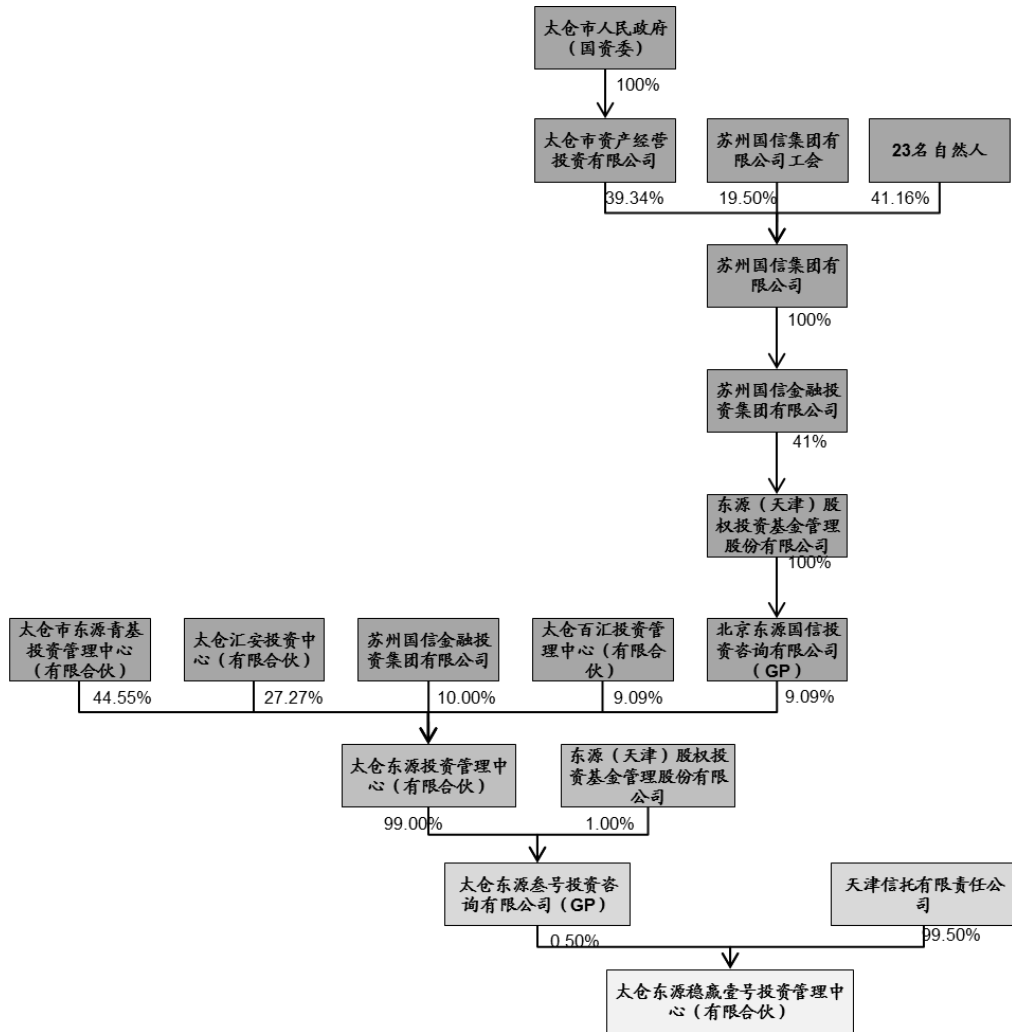 太仓市人民政府
（国资委）
100%
太仓市资产经营
投资有限公司
苏州国信集团有
限公司工会
23名自然人
39.34%
19.50%
41.16%
苏州国信集团有
限公司
100%
苏州国信金融投
资集团有限公司
41%
东源（天津）股
权投资基金管理
股份有限公司
100%
太仓市东源青基
投资管理中心
（有限合伙）
太仓汇安投资中
心（有限合伙）
苏州国信金融投
资集团有限公司
太仓百汇投资管
理中心（有限合
伙）
北京东源国信投
资咨询有限公司
（GP）
44.55%
27.27%
10.00%
9.09%
9.09%
太仓东源投资管理中
心（有限合伙）
东源（天津）股权投
资基金管理股份有限
公司
99.00%
1.00%
太仓东源叁号投资咨
询有限公司（GP）
天津信托有限责任公
司
0.50%
99.50%
太仓东源稳赢壹号投资管理中
心（有限合伙）